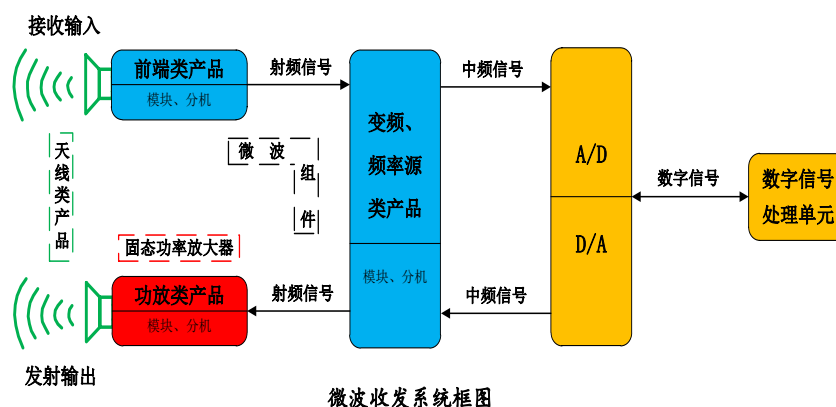 接收输入
前端类产品
模块、分机
射频信号
中频信号
天线类产品
微波
组件
变频、
频率源
类产品
模块、分机
A/D
D/A
数字信号
数字信号
处理单元
固态功率放大器
功放类产品
模块、分机
射频信号
中频信号
发射输出
微波收发系统框图